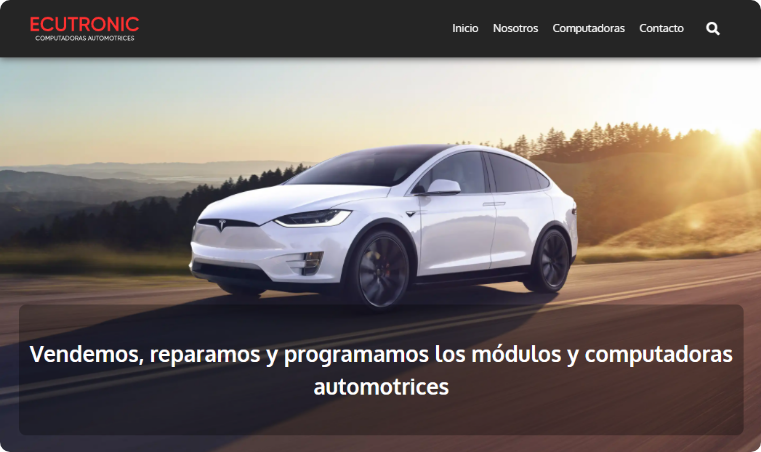 ECUTRONIC
COMPUTADORAS AUTOMOTRICES
Inicio Nosotros Computadoras Contacto
Vendemos, reparamos y programamos los módulos y computadoras
automotrices